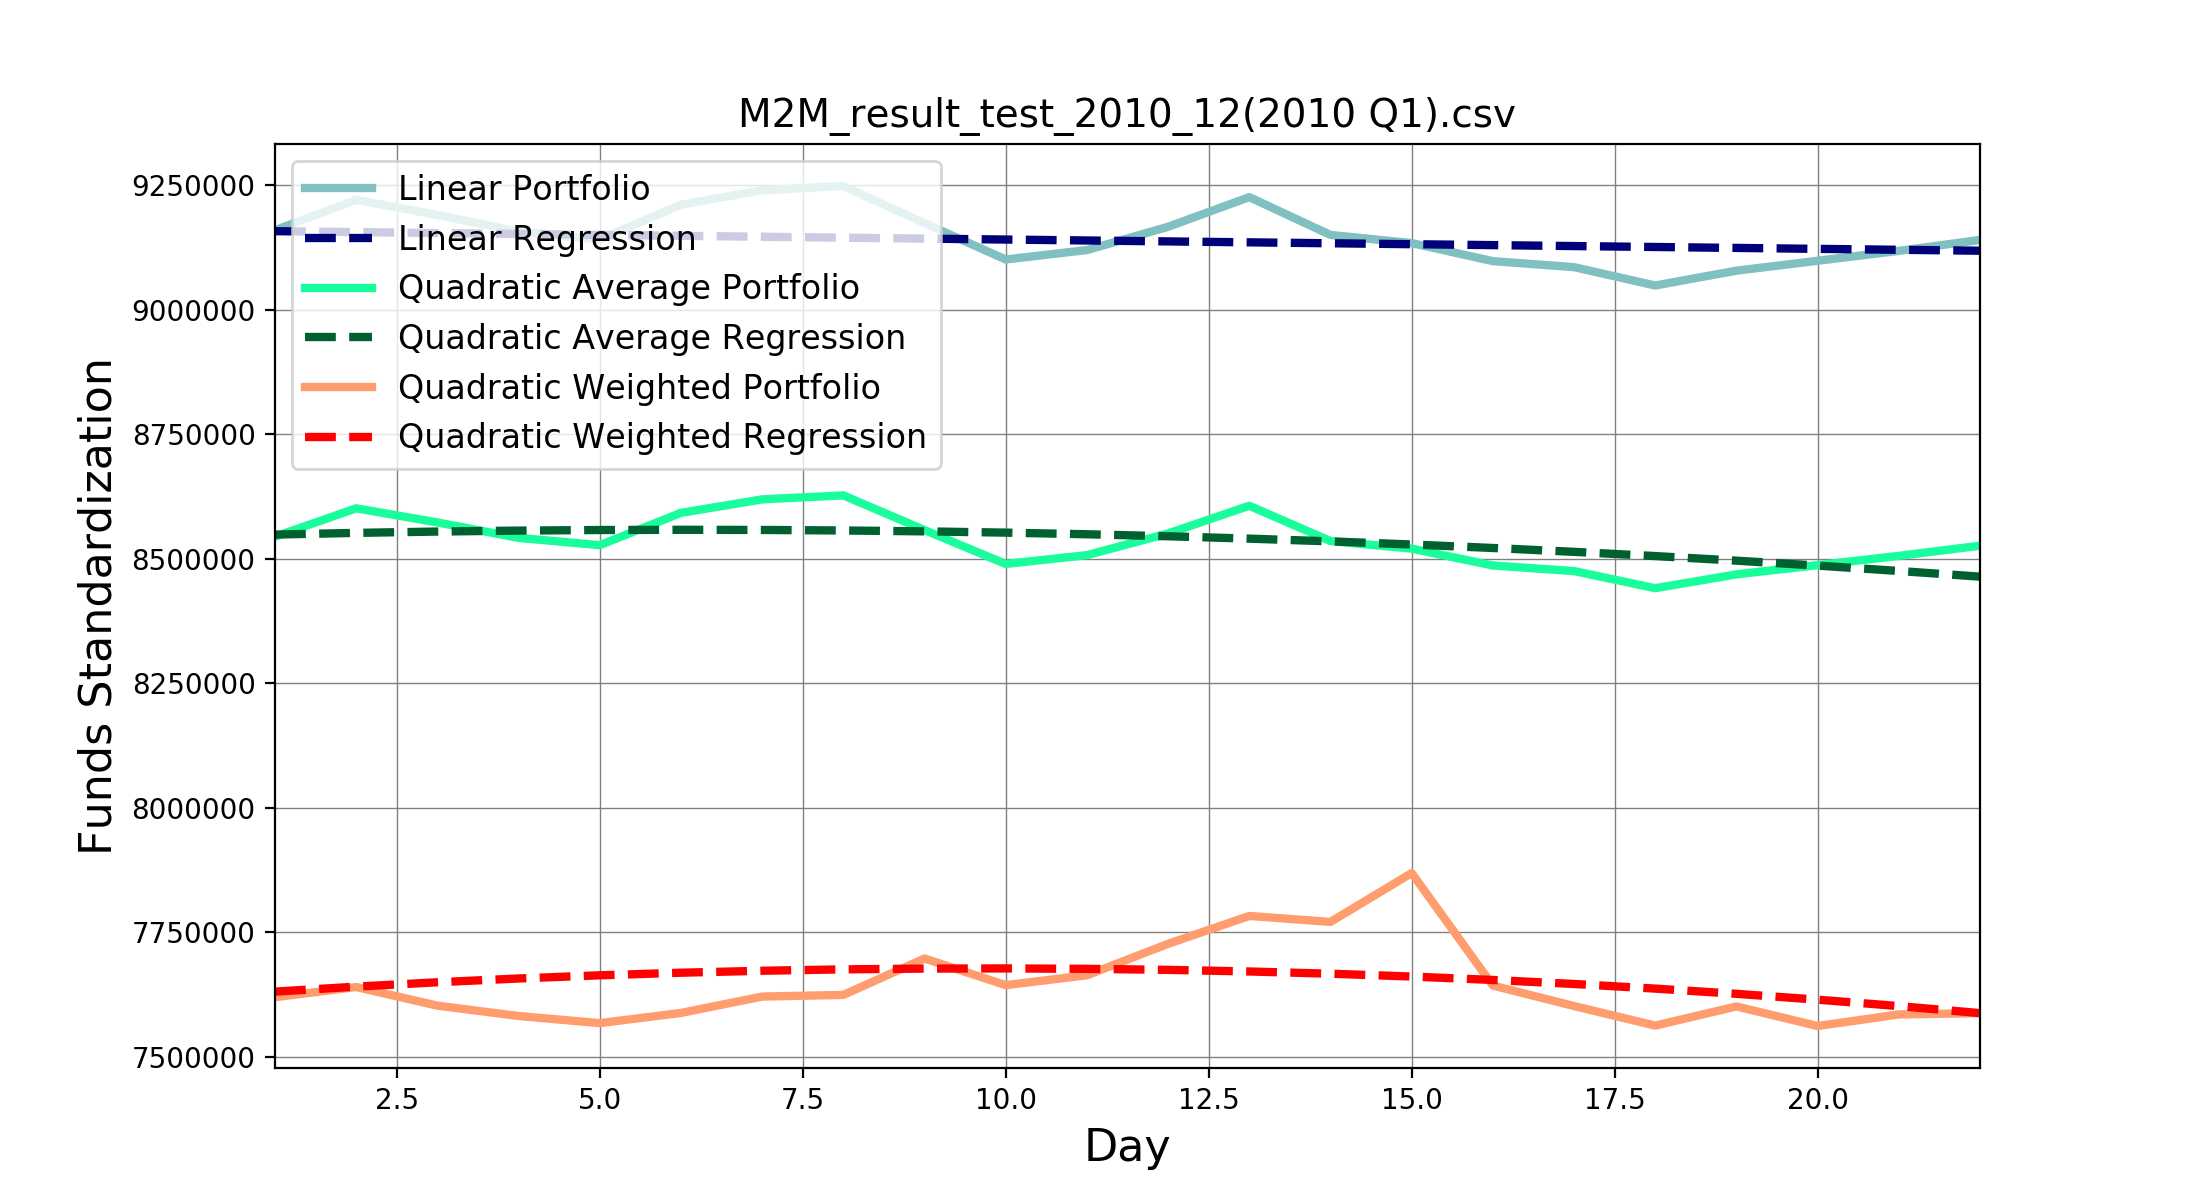 M2M_result_test_2010_12(2010 Q1).csv
Linear Portfolio
Linear Regression
Quadratic Average Portfolio
Quadratic Average Regression
Quadratic Weighted Portfolio
Quadratic Weighted Regression
Funds Standardization
9250000
9000000
8750000
8500000
8250000
8000000
7750000
7500000
2.5 5.0 7.5 10.0 12.5 15.0 17.5 20.0
Day